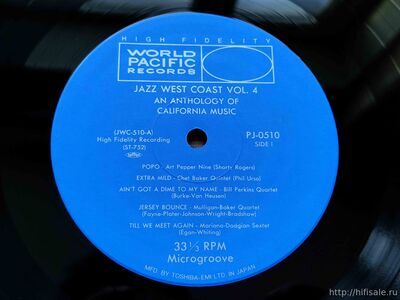 HIGH FIDELITY
WORLD
PACIFIC
RECORDS
JAZZ WEST COAST VOL. 4
AN ANTHOLOGY OF
CALIFORNIA MUSIC
(JWC-510-A)
High Fidelity Recording
(ST-752)
PJ-0510
SIDE 1
POPO - Art Pepper Nine (Shorty Rogers)
EXTRA MILD - Chet Baker Quintet (Phil Urso)
AIN'T GOT A DIME TO MY NAME - Bill Perkins Quartet
(Burke-Van Heusen)
JERSEY BOUNCE - Mulligan-Baker Quartet
(Fayne-Plater-Johnson-Wright-Bradshaw)
TILL WE MEET AGAIN - Mariano-Dodgion Sextet
(Egan-Whiting)
33 1/3 RPM
Microgroove
MFD. BY TOSHIBA-EMI LTD. IN JAPAN
http://hifisale.ru